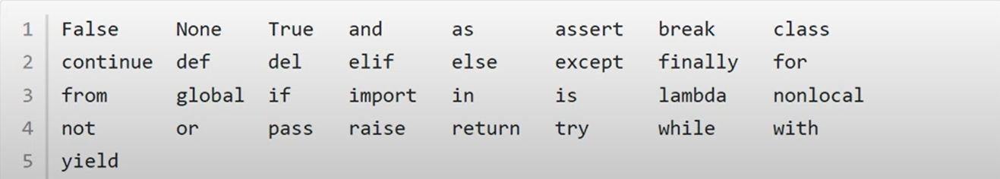 1 False None True and as assert break class
2 continue def del elif else except finally for
3 from global if import in is lambda nonlocal
4 not or pass raise return try while with
5 yield